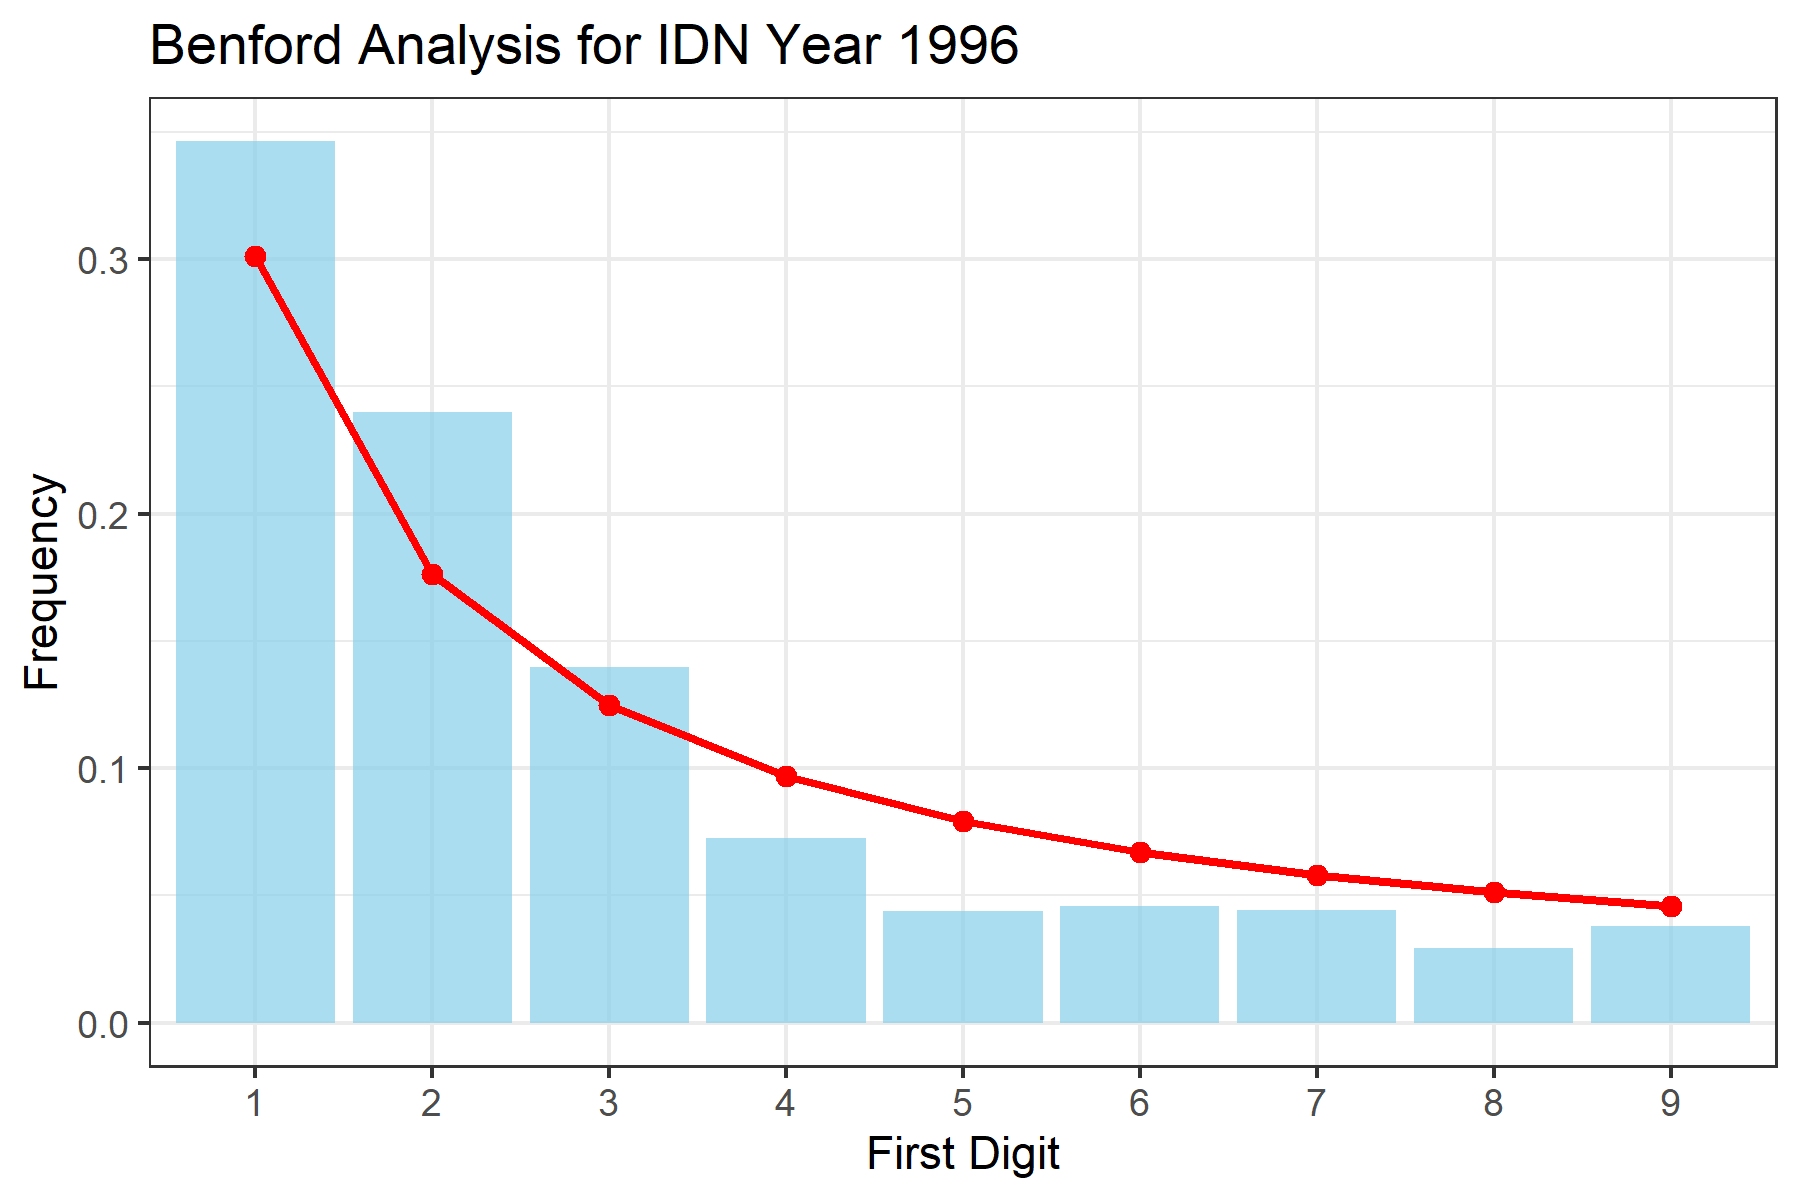 Benford Analysis for IDN Year 1996
Frequency
0.3
0.2
0.1
0.0
1 2 3 4 5 6 7 8 9
First Digit